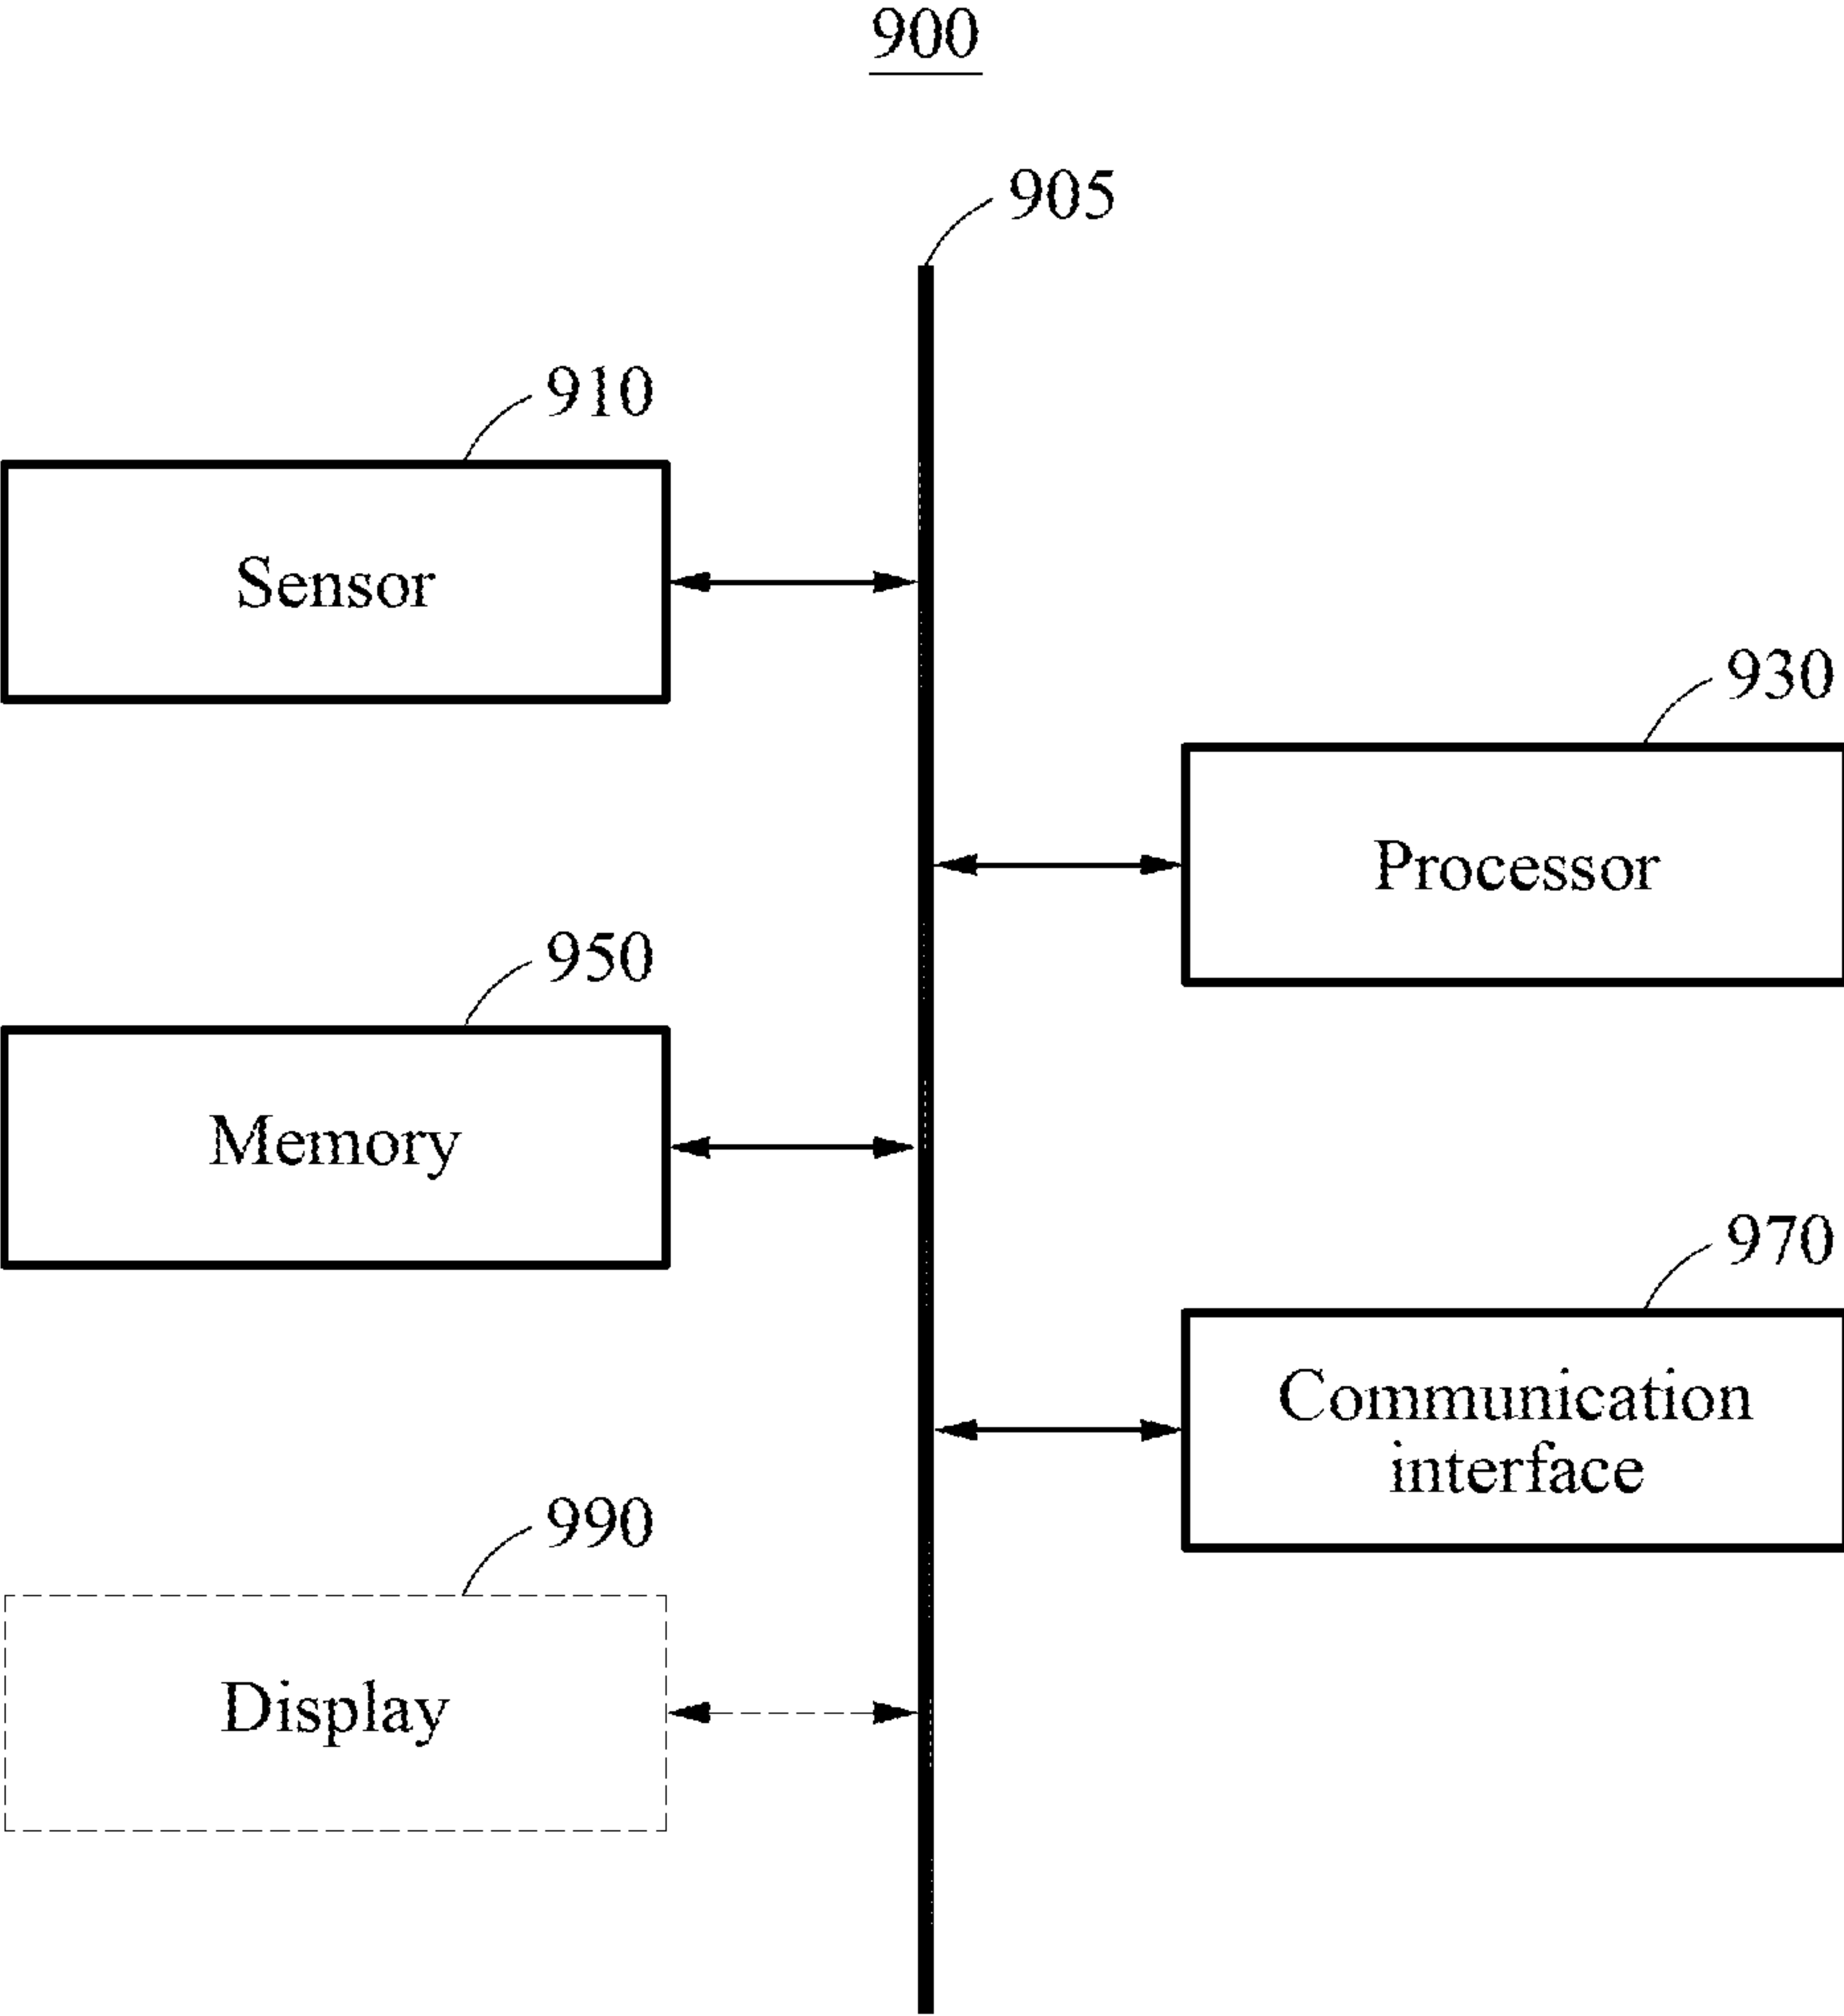 900
905
910
Sensor
930
Processor
950
Memory
970
Communication
interface
990
Display